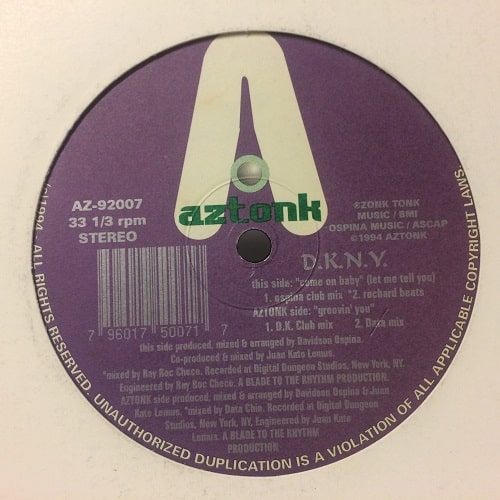 A
aztonk
AZ-92007
33 1/3 rpm
STEREO
©ZONK TONK
MUSIC / BMI
OSPINA MUSIC / ASCAP
©1994 AZTONK
D.K.N.Y.
this side: "come on baby" (let me tell you)
1. ospina club mix *2. rochard beats
AZTONK side: "groovin' you"
1. D.K. Club mix 2. Data mix
7 96017 50071 7
this side produced, mixed & arranged by Davidson Ospina.
Co-produced & mixed by Juan Kato Lemus.
*mixed by Ray Roc Checo. Recorded at Digital Dungeon Studios, New York, NY.
Engineered by Ray Roc Checo. A BLADE TO THE RHYTHM PRODUCTION.
AZTONK side produced, mixed & arranged by Davidson Ospina & Juan
Kato Lemus. *mixed by Data Chin. Recorded at Digital Dungeon
Studios, New York, NY, Engineered by Juan Kato
Lemus. A BLADE TO THE RHYTHM
PRODUCTION.
(c)1994 ALL RIGHTS RESERVED. UNAUTHORIZED DUPLICATION IS A VIOLATION OF ALL APPLICABLE COPYRIGHT LAWS.